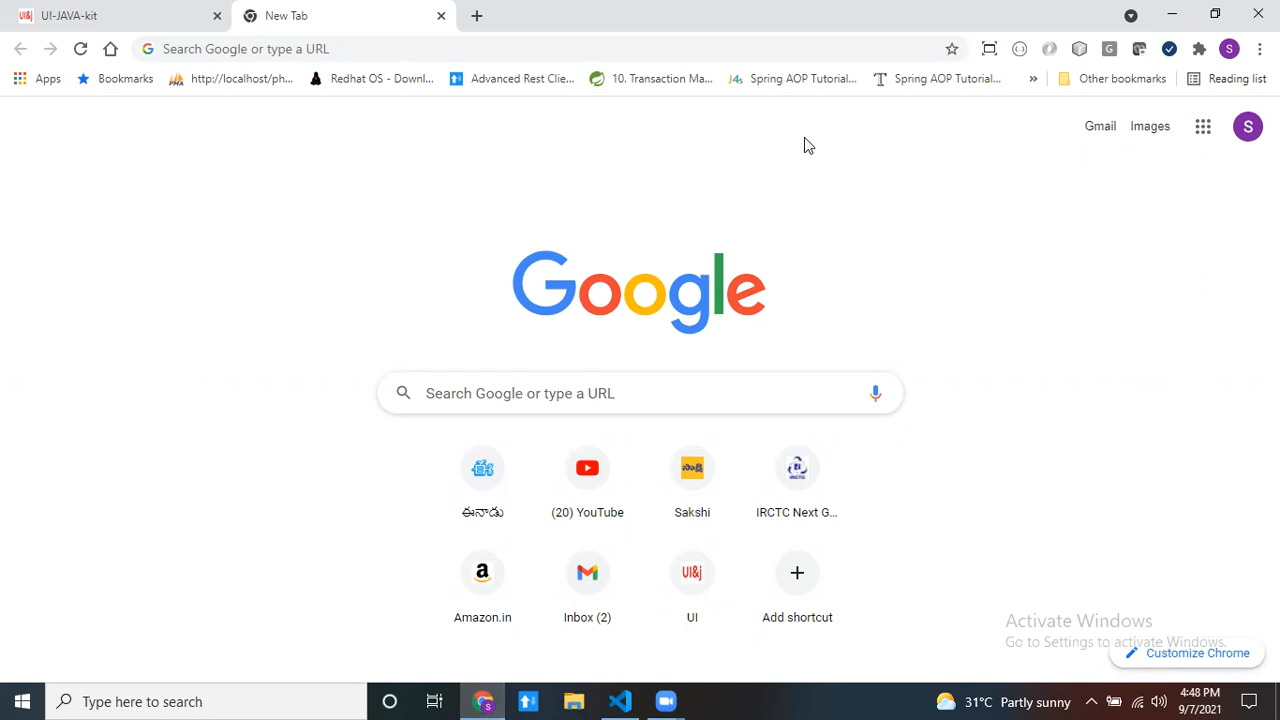 UI&j UI-JAVA-kit
New Tab
Search Google or type a URL
G
S
Apps
Bookmarks
http://localhost/ph...
Redhat OS - Downl...
Advanced Rest Clie...
10. Transaction Ma...
J4s Spring AOP Tutorial...
T Spring AOP Tutorial...
»
Other bookmarks
Reading list
Gmail
Images
S
Google
Search Google or type a URL
సాక్షి
ఈనాడు
(20) YouTube
Sakshi
IRCTC Next G...
a
UI&j
Amazon.in
Inbox (2)
UI
Add shortcut
Activate Windows
Go to Settings to activate Windows.
Customize Chrome
Type here to search
S
31°C Partly sunny
4:48 PM
9/7/2021